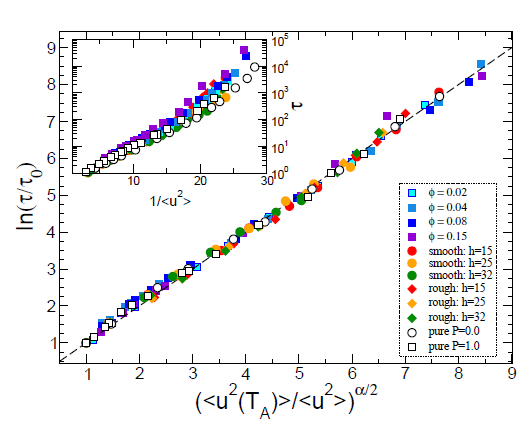 ln(τ/τ₀)
9
8
7
6
5
4
3
2
1
1 2 3 4 5 6 7 8 9
(<u²(T_A)>/<u²>)^α/2
10⁵
10⁴
10³
10²
10¹
10⁰
τ
0 10 20 30
1/<u²>
ϕ = 0.02
ϕ = 0.04
ϕ = 0.08
ϕ = 0.15
smooth: h=15
smooth: h=25
smooth: h=32
rough: h=15
rough: h=25
rough: h=32
pure P=0.0
pure P=1.0